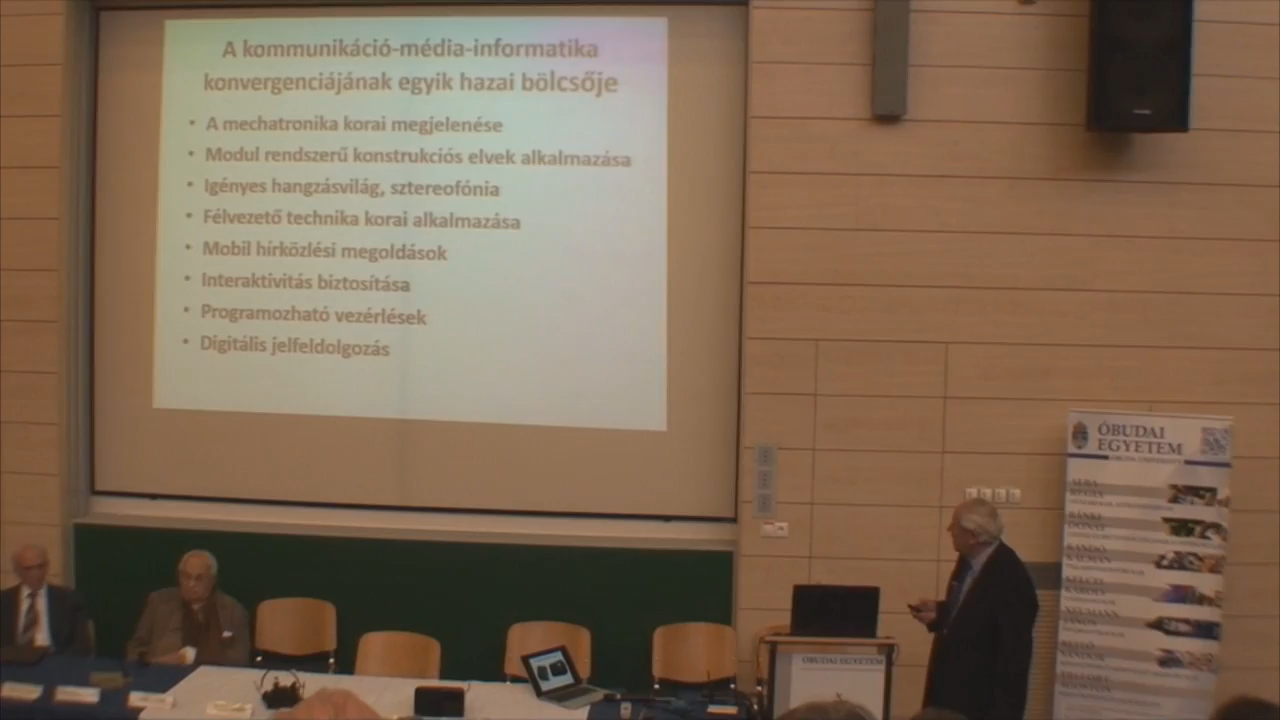 A kommunikáció-média-informatika
konvergenciájának egyik hazai bölcsője
• A mechatronika korai megjelenése
• Modul rendszerű konstrukciós elvek alkalmazása
• Igényes hangzásvilág, sztereofónia
• Félvezető technika korai alkalmazása
• Mobil hírközlési megoldások
• Interaktivitás biztosítása
• Programozható vezérlések
• Digitális jelfeldolgozás
ÓBUDAI
EGYETEM
ÓBUDAI EGYETEM